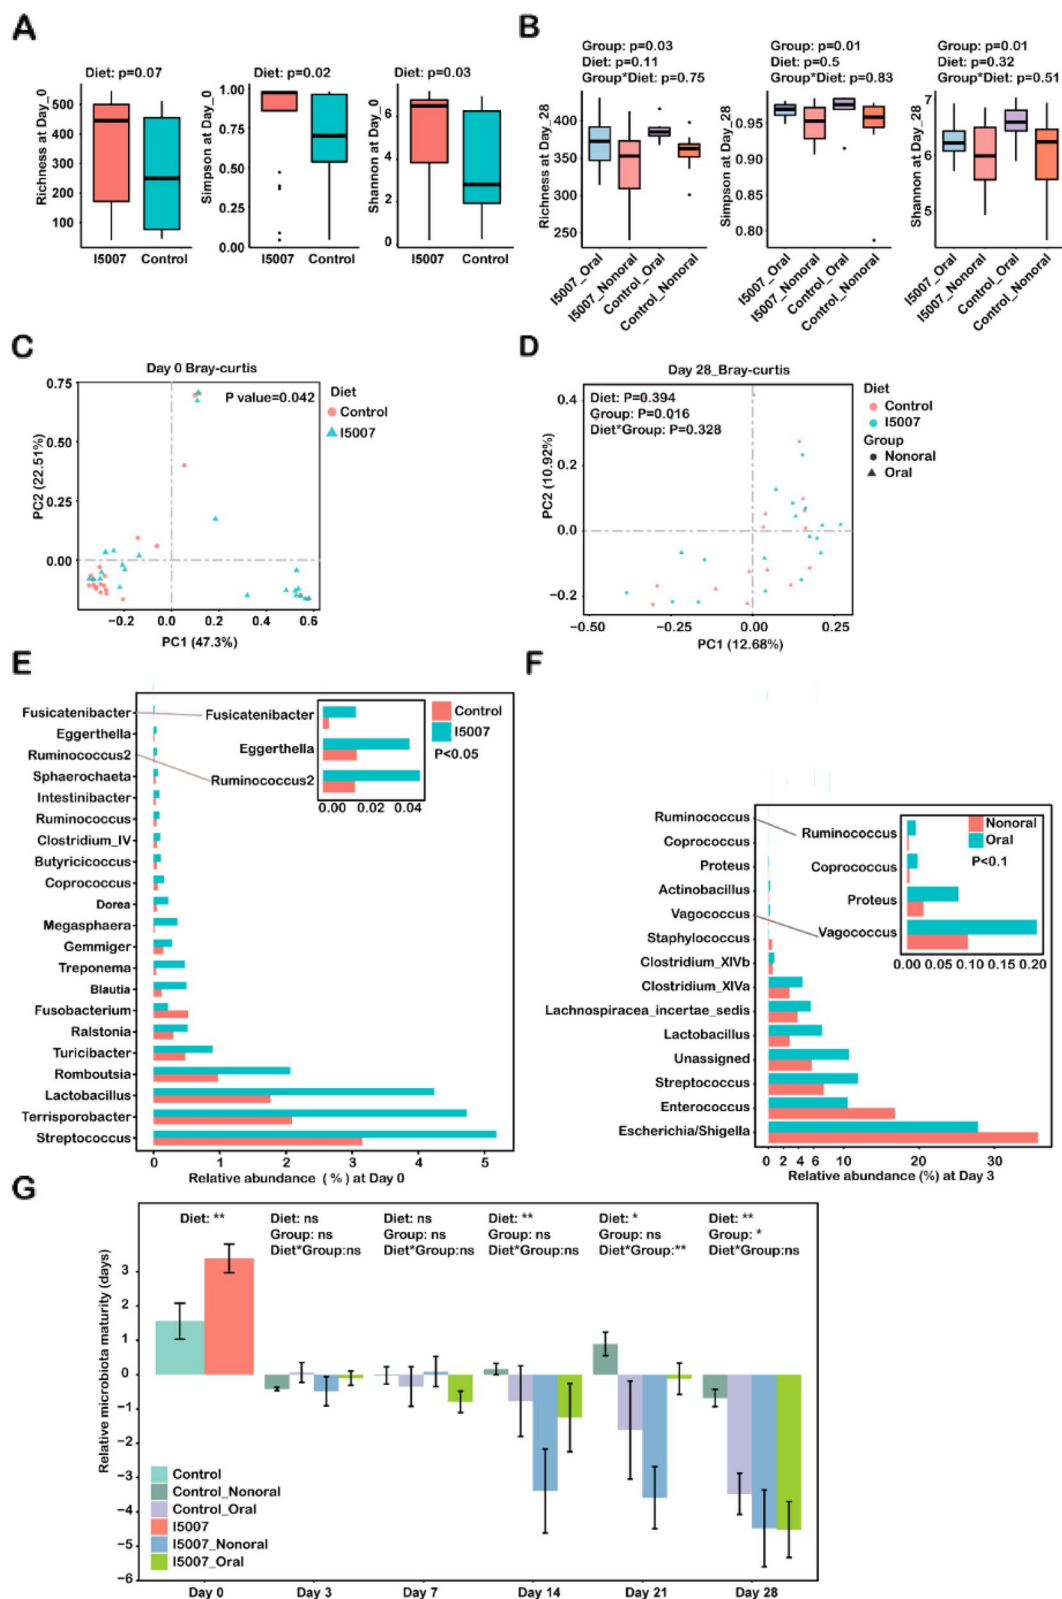 A
Diet: p=0.07
Richness at Day_0
500
400
300
200
100
I5007
Control
Diet: p=0.02
Simpson at Day_0
1.00
0.75
0.50
0.25
0.00
I5007
Control
Diet: p=0.03
Shannon at Day_0
6
4
2
0
I5007
Control
B
Group: p=0.03
Diet: p=0.11
Group*Diet: p=0.75
Richness at Day_28
400
350
300
250
I5007_Oral
I5007_Nonoral
Control_Oral
Control_Nonoral
Group: p=0.01
Diet: p=0.5
Group*Diet: p=0.83
Simpson at Day_28
1.00
0.95
0.90
0.85
0.80
I5007_Oral
I5007_Nonoral
Control_Oral
Control_Nonoral
Group: p=0.01
Diet: p=0.32
Group*Diet: p=0.51
Shannon at Day_28
7
6
5
I5007_Oral
I5007_Nonoral
Control_Oral
Control_Nonoral
C
Day 0 Bray-curtis
P value=0.042
PC2 (22.51%)
0.75
0.50
0.25
0.00
−0.2
0.0
0.2
0.4
0.6
PC1 (47.3%)
Diet
Control
I5007
D
Day 28_Bray-curtis
Diet: P=0.394
Group: P=0.016
Diet*Group: P=0.328
PC2 (10.92%)
0.4
0.2
0.0
−0.2
−0.50
−0.25
0.00
0.25
PC1 (12.68%)
Diet
Control
I5007
Group
Nonoral
Oral
E
Fusicatenibacter
Eggerthella
Ruminococcus2
Sphaerochaeta
Intestinibacter
Ruminococcus
Clostridium_IV
Butyricicoccus
Coprococcus
Dorea
Megasphaera
Gemmiger
Treponema
Blautia
Fusobacterium
Ralstonia
Turicibacter
Romboutsia
Lactobacillus
Terrisporobacter
Streptococcus
0
1
2
3
4
5
Relative abundance ( % ) at Day 0
Fusicatenibacter
Eggerthella
Ruminococcus2
0.00 0.02 0.04
Control
I5007
P<0.05
F
Ruminococcus
Coprococcus
Proteus
Actinobacillus
Vagococcus
Staphylococcus
Clostridium_XIVb
Clostridium_XIVa
Lachnospiracea_incertae_sedis
Lactobacillus
Unassigned
Streptococcus
Enterococcus
Escherichia/Shigella
0 2 4 6 10 20 30
Relative abundance (%) at Day 3
Ruminococcus
Coprococcus
Proteus
Vagococcus
0.00 0.05 0.10 0.15 0.20
Nonoral
Oral
P<0.1
G
Diet: **
Diet: ns
Group: ns
Diet*Group:ns
Diet: ns
Group: ns
Diet*Group:ns
Diet: **
Group: ns
Diet*Group:ns
Diet: *
Group: ns
Diet*Group:**
Diet: **
Group: *
Diet*Group:ns
Relative microbiota maturity (days)
3
2
1
0
−1
−2
−3
−4
−5
−6
Control
Control_Nonoral
Control_Oral
I5007
I5007_Nonoral
I5007_Oral
Day 0
Day 3
Day 7
Day 14
Day 21
Day 28